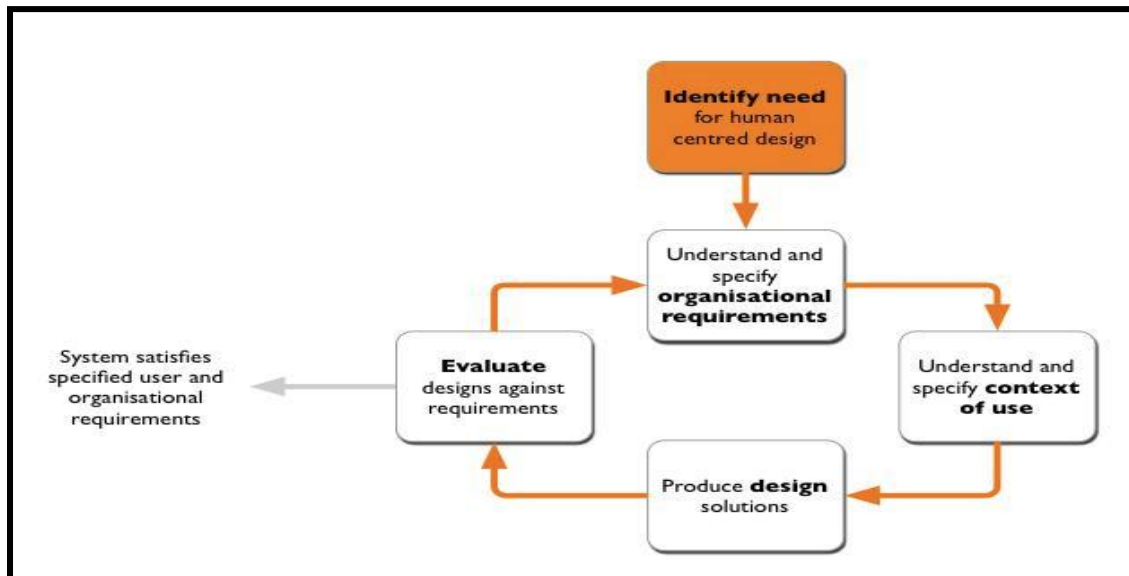 Identify need
for human
centred design
Understand and
specify
organisational
requirements
Understand and
specify context
of use
Produce design
solutions
Evaluate
designs against
requirements
System satisfies
specified user and
organisational
requirements